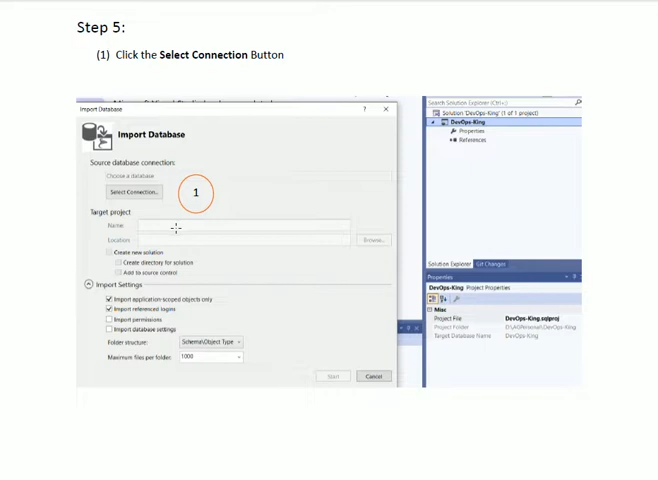 Step 5:
(1) Click the Select Connection Button
Import Database
?
Import Database
Source database connection:
Choose a database
Select Connection...
1
Target project
Name
Location:
Browse...
Create new solution
Create directory for solution
Add to source control
Import Settings
Import application-scoped objects only
Import referenced logins
Import permissions
Import database settings
Folder structure:
Schema\Object Type
Maximum files per folder:
1000
Start
Cancel
Search Solution Explorer (Ctrl+;)
Solution 'DevOps-King' (1 of 1 project)
DevOps-King
Properties
References
Solution Explorer Git Changes
Properties
DevOps-King Project Properties
Misc
Project File DevOps-King.sqlproj
Project Folder D:\AGPersonal\DevOps-King
Target Database Name DevOps-King